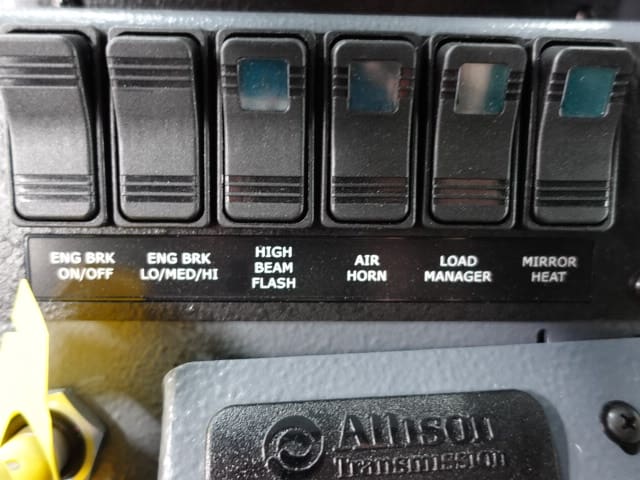 ENG BRK
ON/OFF
ENG BRK
LO/MED/HI
HIGH
BEAM
FLASH
AIR
HORN
LOAD
MANAGER
MIRROR
HEAT
Allison
Transmission